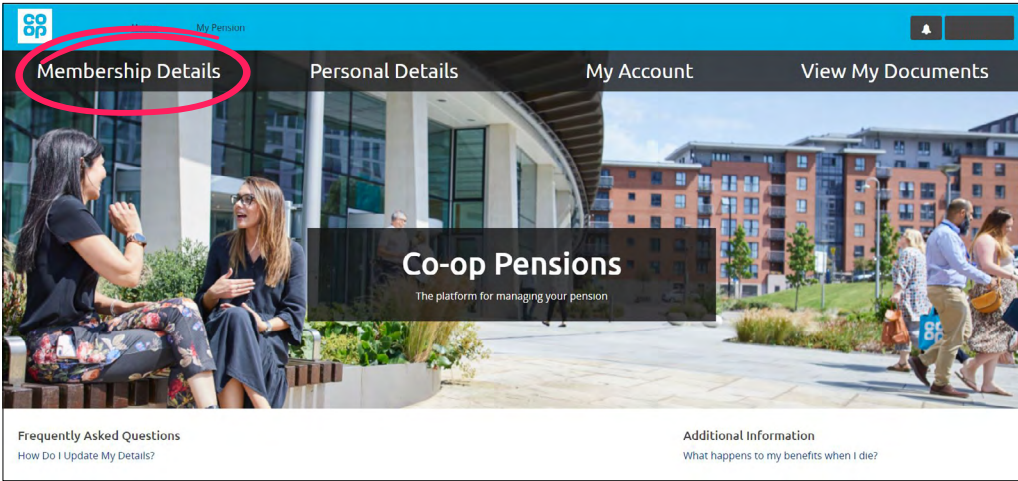 CO
OP
My Pension
Membership Details Personal Details My Account View My Documents
Co-op Pensions
The platform for managing your pension
Frequently Asked Questions Additional Information
How Do I Update My Details? What happens to my benefits when I die?